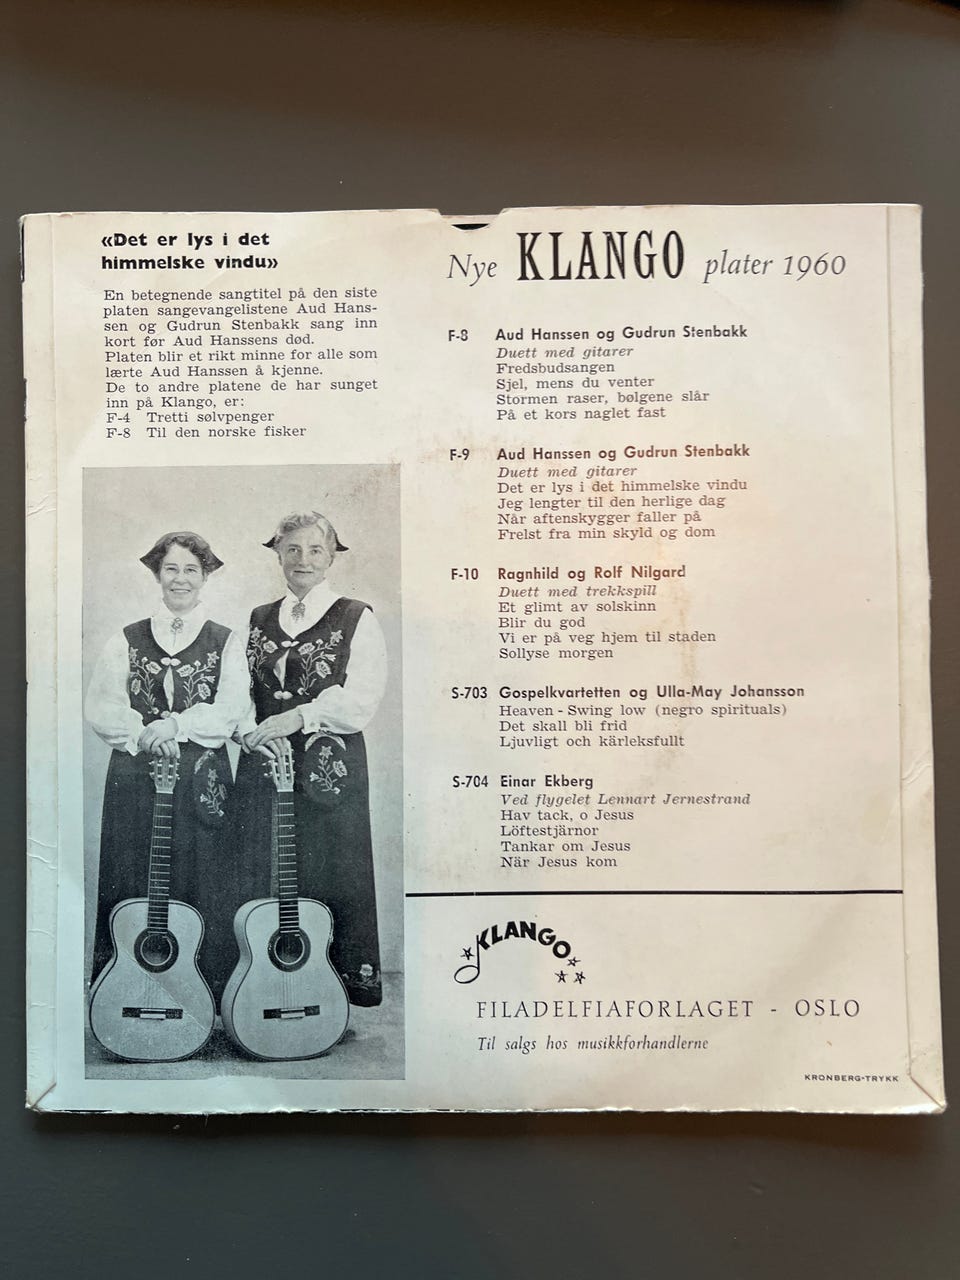 «Det er lys i det
himmelske vindu»
En betegnende sangtitel på den siste
platen sangevangelistene Aud Hans-
sen og Gudrun Stenbakk sang inn
kort før Aud Hanssens død.
Platen blir et rikt minne for alle som
lærte Aud Hanssen å kjenne.
De to andre platene de har sunget
inn på Klango, er:
F-4 Tretti sølvpenger
F-8 Til den norske fisker
Nye KLANGO plater 1960
F-8 Aud Hanssen og Gudrun Stenbakk
Duett med gitarer
Fredsbudsangen
Sjel, mens du venter
Stormen raser, bølgene slår
På et kors naglet fast
F-9 Aud Hanssen og Gudrun Stenbakk
Duett med gitarer
Det er lys i det himmelske vindu
Jeg lengter til den herlige dag
Når aftenskygger faller på
Frelst fra min skyld og dom
F-10 Ragnhild og Rolf Nilgard
Duett med trekkspill
Et glimt av solskinn
Blir du god
Vi er på veg hjem til staden
Sollyse morgen
S-703 Gospelkvartetten og Ulla-May Johansson
Heaven - Swing low (negro spirituals)
Det skall bli frid
Ljuvligt och kärleksfullt
S-704 Einar Ekberg
Ved flygelet Lennart Jernestrand
Hav tack, o Jesus
Löftestjärnor
Tankar om Jesus
När Jesus kom
KLANGO
FILADELFIAFORLAGET - OSLO
Til salgs hos musikkforhandlerne
KRONBERG-TRYKK